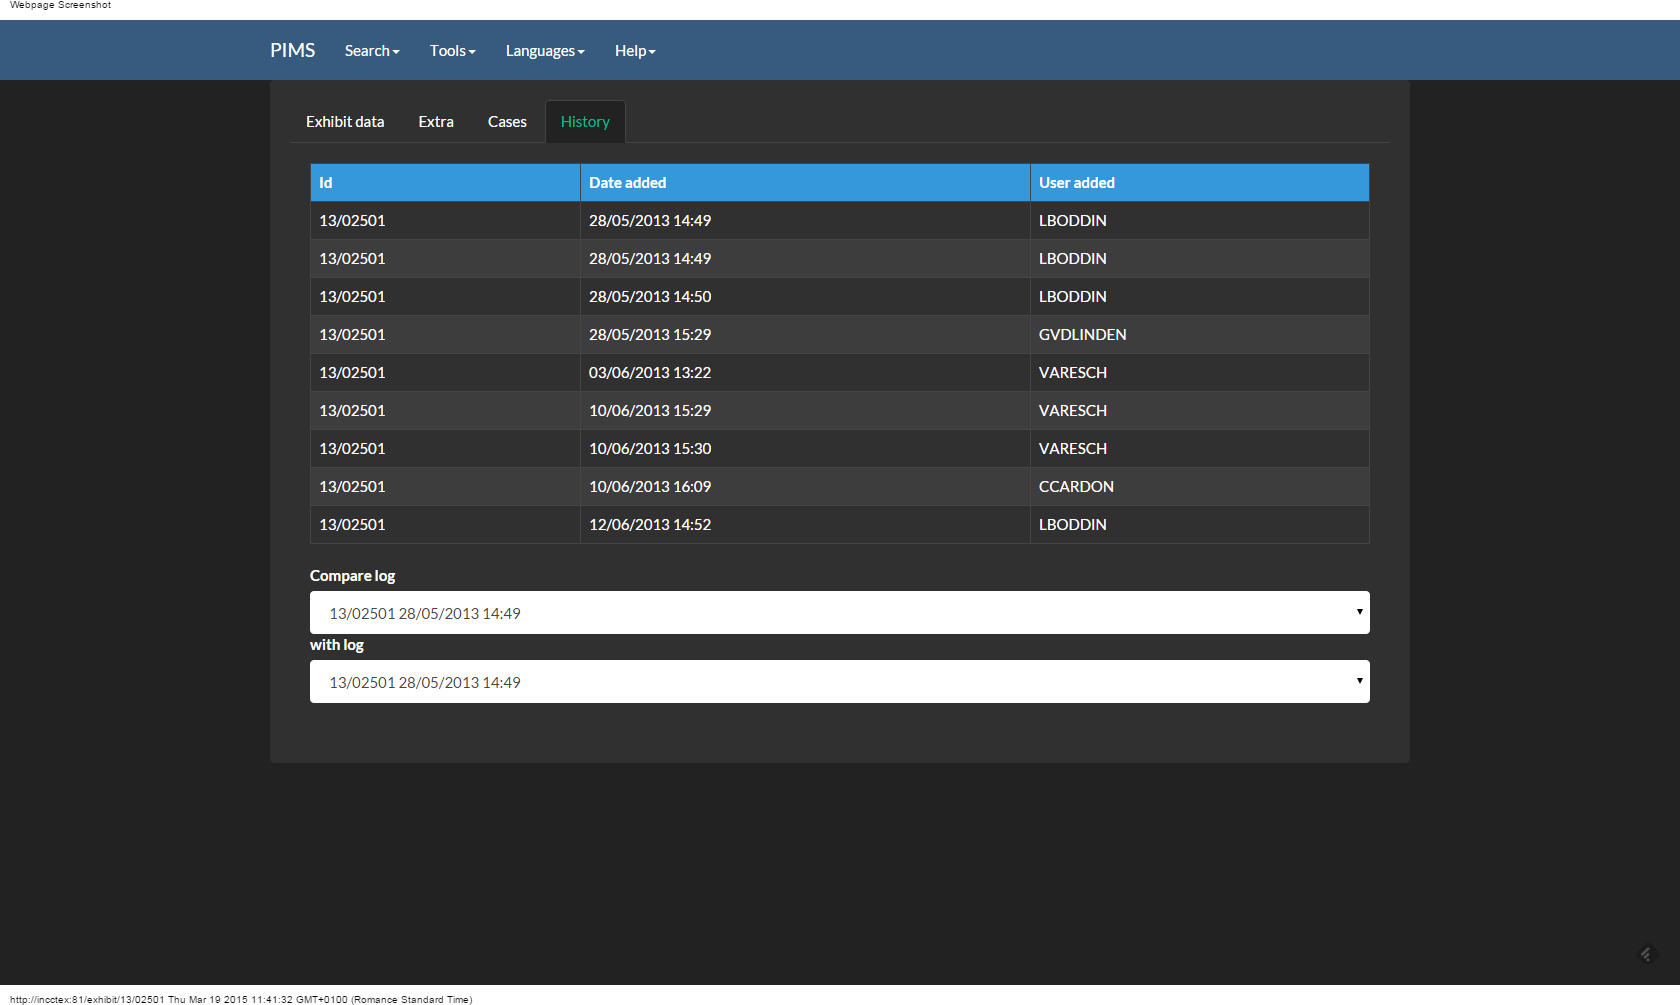 Webpage Screenshot
PIMS Search Tools Languages Help
Exhibit data Extra Cases History
Id Date added User added
13/02501 28/05/2013 14:49 LBODDIN
13/02501 28/05/2013 14:49 LBODDIN
13/02501 28/05/2013 14:50 LBODDIN
13/02501 28/05/2013 15:29 GVDLINDEN
13/02501 03/06/2013 13:22 VARESCH
13/02501 10/06/2013 15:29 VARESCH
13/02501 10/06/2013 15:30 VARESCH
13/02501 10/06/2013 16:09 CCARDON
13/02501 12/06/2013 14:52 LBODDIN
Compare log
13/02501 28/05/2013 14:49
with log
13/02501 28/05/2013 14:49
http://incctex:81/exhibit/13/02501 Thu Mar 19 2015 11:41:32 GMT+0100 (Romance Standard Time)